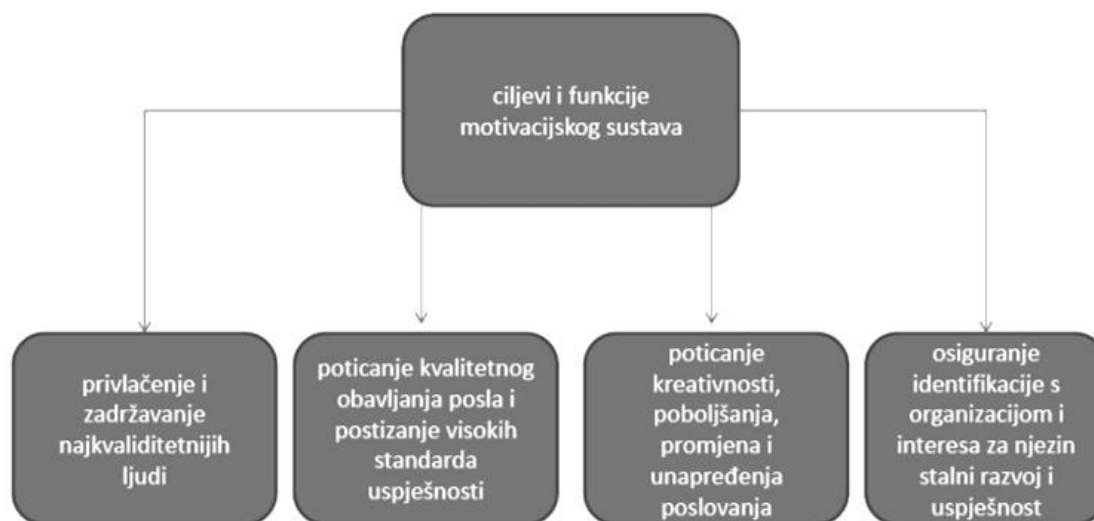 ciljevi i funkcije
motivacijskog sustava
privlačenje i
zadržavanje
najkvaliditetnijih
ljudi
poticanje kvalitetnog
obavljanja posla i
postizanje visokih
standarda
uspješnosti
poticanje
kreativnosti,
poboljšanja,
promjena i
unapređenja
poslovanja
osiguranje
identifikacije s
organizacijom i
interesa za njezin
stalni razvoj i
uspješnost